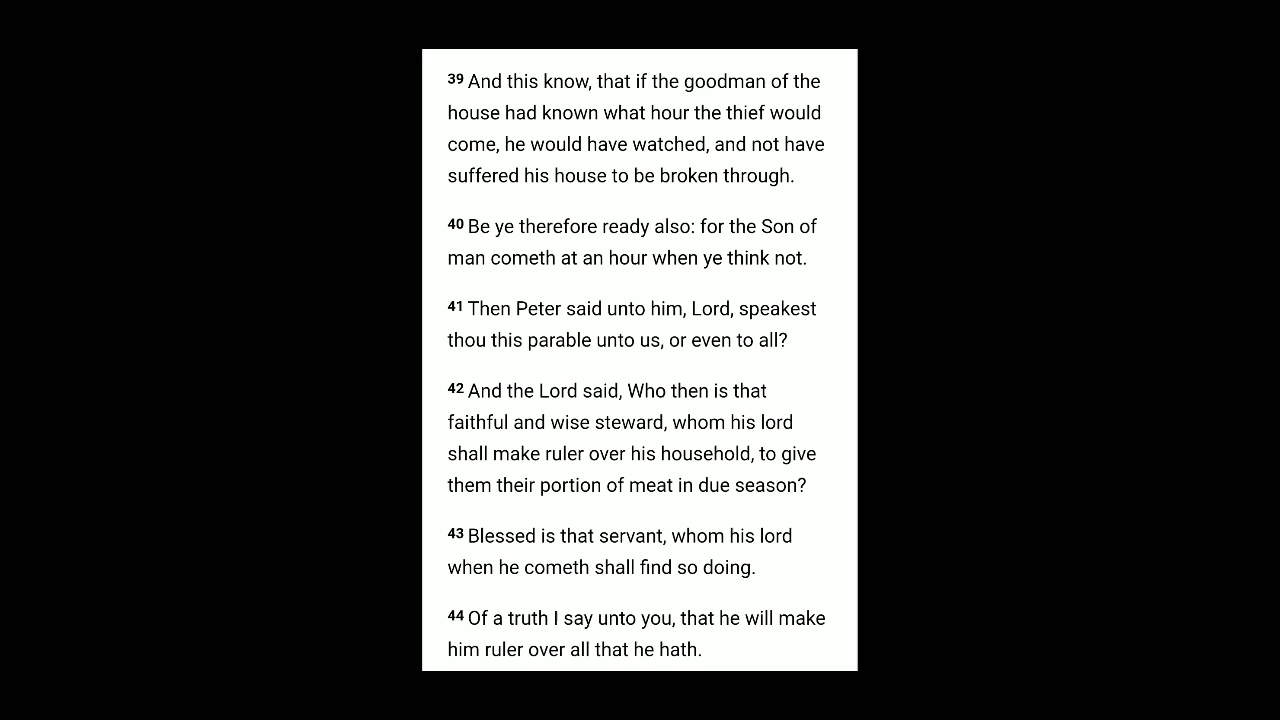 39 And this know, that if the goodman of the
house had known what hour the thief would
come, he would have watched, and not have
suffered his house to be broken through.
40 Be ye therefore ready also: for the Son of
man cometh at an hour when ye think not.
41 Then Peter said unto him, Lord, speakest
thou this parable unto us, or even to all?
42 And the Lord said, Who then is that
faithful and wise steward, whom his lord
shall make ruler over his household, to give
them their portion of meat in due season?
43 Blessed is that servant, whom his lord
when he cometh shall find so doing.
44 Of a truth I say unto you, that he will make
him ruler over all that he hath.